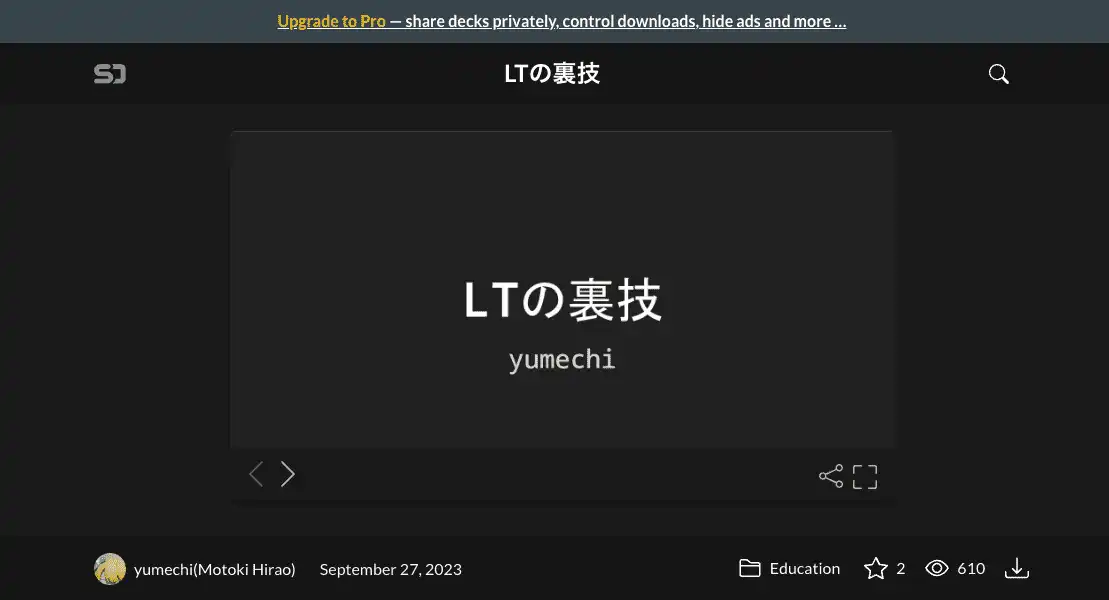 Upgrade to Pro — share decks privately, control downloads, hide ads and more …
SD
LTの裏技
LTの裏技
yumechi
yumechi(Motoki Hirao)
September 27, 2023
Education
2
610